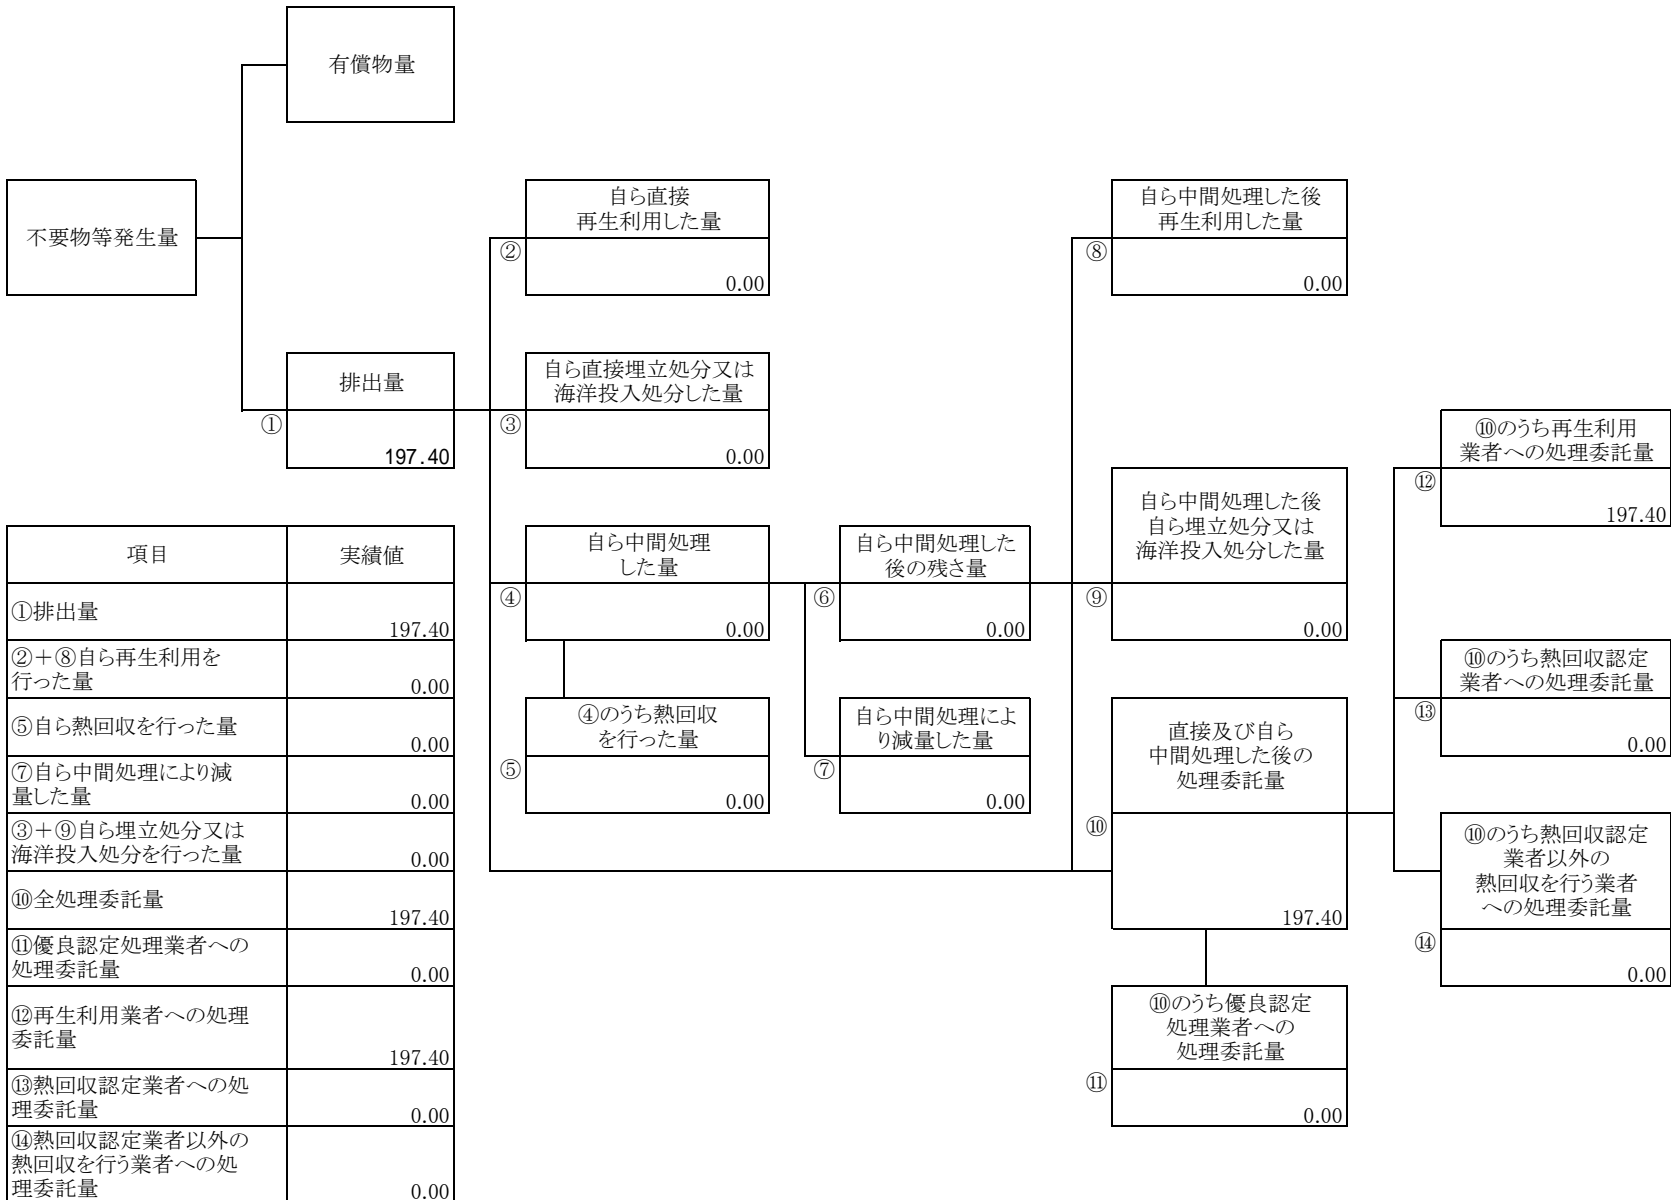 有償物量
不要物等発生量
排出量
①
197.40
自ら直接
再生利用した量
②
0.00
自ら直接埋立処分又は
海洋投入処分した量
③
0.00
自ら中間処理
した量
④
0.00
④のうち熱回収
を行った量
⑤
0.00
自ら中間処理した
後の残さ量
⑥
0.00
自ら中間処理によ
り減量した量
⑦
0.00
自ら中間処理した後
再生利用した量
⑧
0.00
自ら中間処理した後
自ら埋立処分又は
海洋投入処分した量
⑨
0.00
直接及び自ら
中間処理した後の
処理委託量
⑩
197.40
⑩のうち優良認定
処理業者への
処理委託量
⑪
0.00
⑩のうち再生利用
業者への処理委託量
⑫
197.40
⑩のうち熱回収認定
業者への処理委託量
⑬
0.00
⑩のうち熱回収認定
業者以外の
熱回収を行う業者
への処理委託量
⑭
0.00
項目 実績値
①排出量
197.40
②＋⑧自ら再生利用を
行った量 0.00
⑤自ら熱回収を行った量
0.00
⑦自ら中間処理により減
量した量 0.00
③＋⑨自ら埋立処分又は
海洋投入処分を行った量 0.00
⑩全処理委託量
197.40
⑪優良認定処理業者への
処理委託量 0.00
⑫再生利用業者への処理
委託量
197.40
⑬熱回収認定業者への処
理委託量 0.00
⑭熱回収認定業者以外の
熱回収を行う業者への処
理委託量 0.00